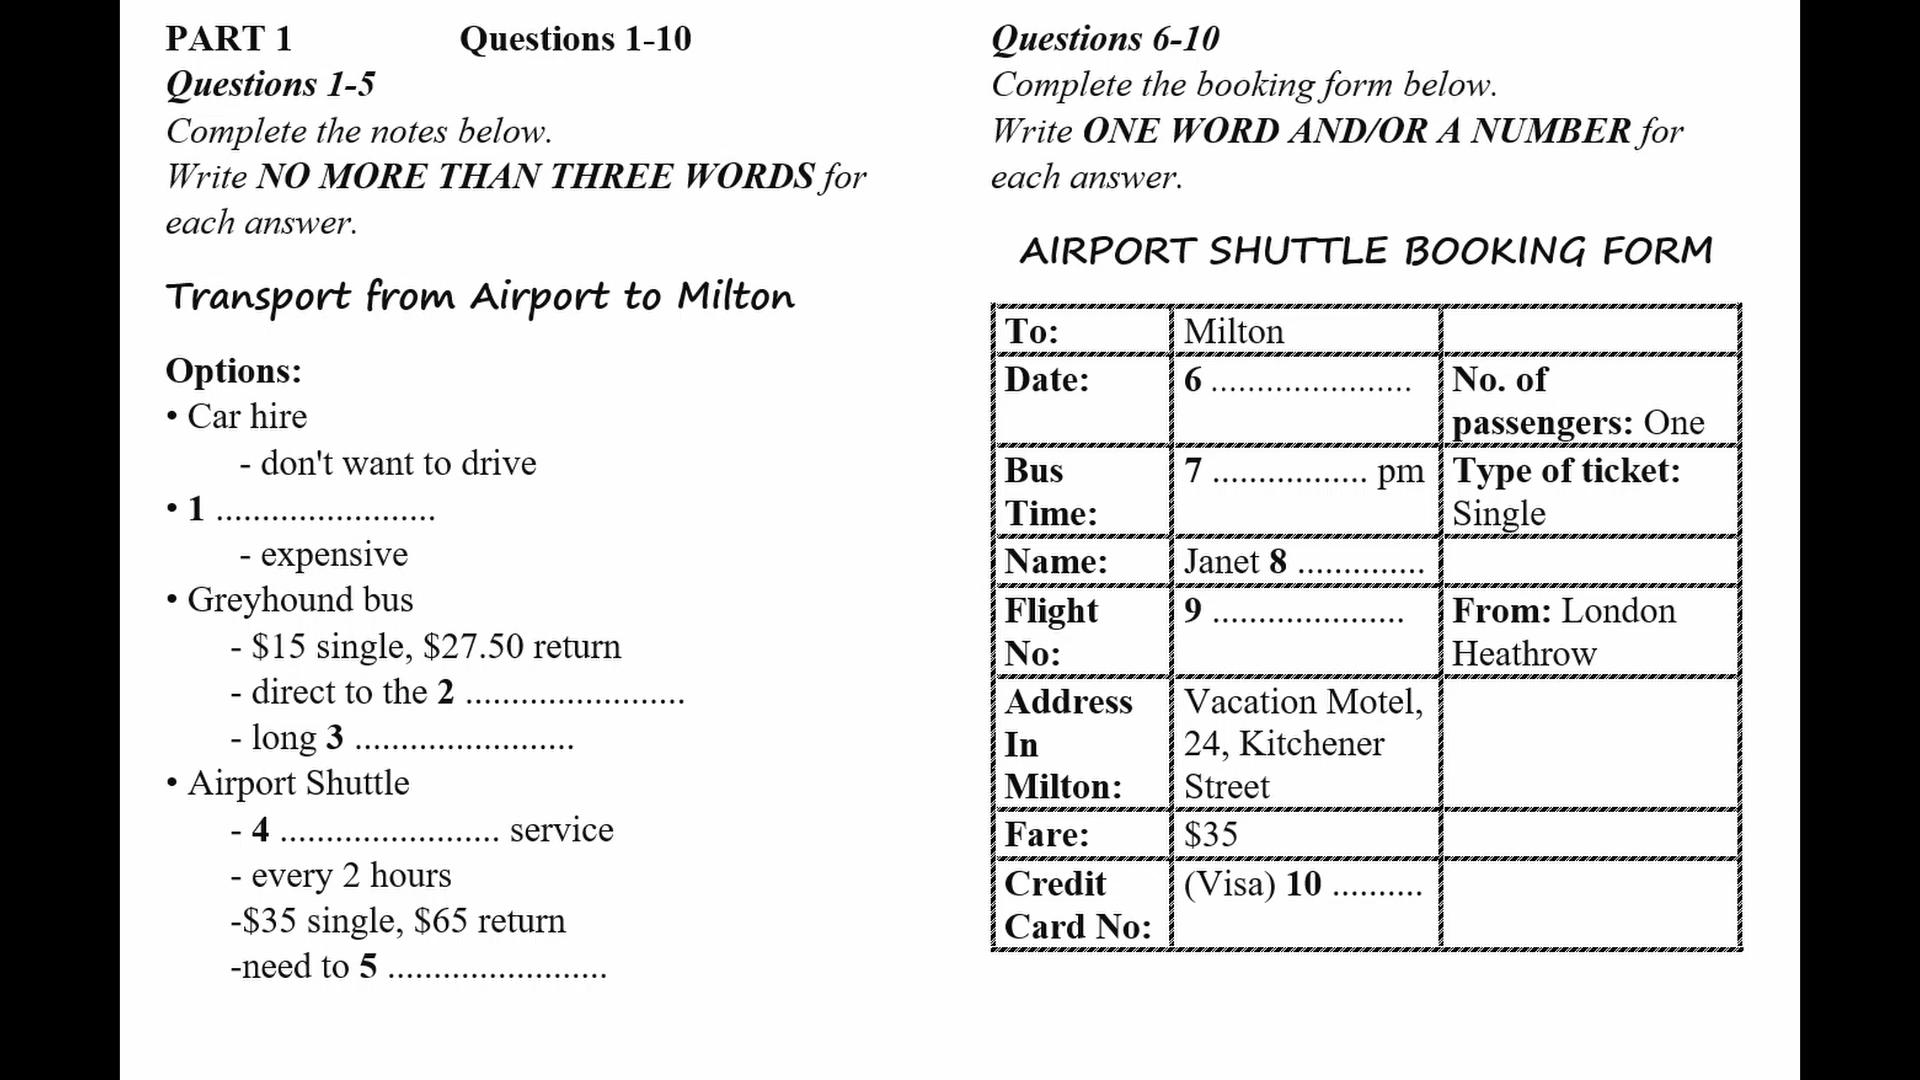 PART 1 Questions 1-10
Questions 1-5
Complete the notes below.
Write NO MORE THAN THREE WORDS for
each answer.
Transport from Airport to Milton
Options:
• Car hire
- don't want to drive
• 1 ........................
- expensive
• Greyhound bus
- $15 single, $27.50 return
- direct to the 2 ........................
- long 3 ........................
• Airport Shuttle
- 4 ........................ service
- every 2 hours
-$35 single, $65 return
-need to 5 ........................
Questions 6-10
Complete the booking form below.
Write ONE WORD AND/OR A NUMBER for
each answer.
AIRPORT SHUTTLE BOOKING FORM
To: Milton
Date: 6 ...................... No. of
passengers: One
Bus
Time: 7 ................. pm Type of ticket:
Single
Name: Janet 8 ..............
Flight
No: 9 ..................... From: London
Heathrow
Address
In
Milton: Vacation Motel,
24, Kitchener
Street
Fare: $35
Credit
Card No: (Visa) 10 ..........